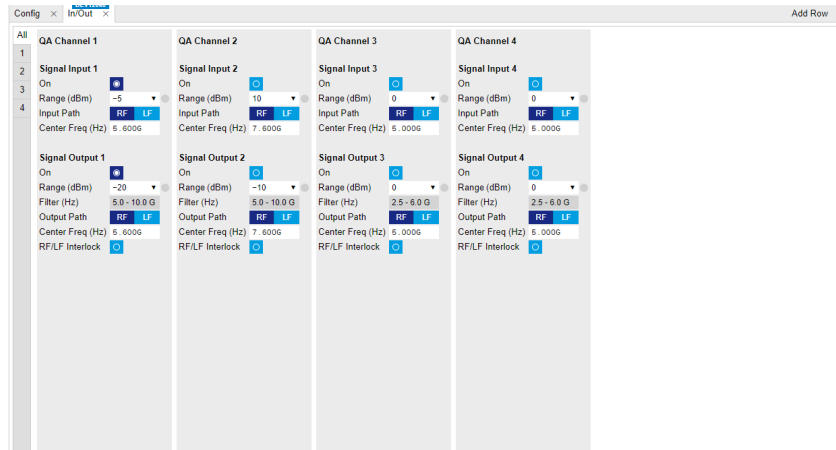 Config × In/Out × Add Row
All
1
2
3
4
QA Channel 1
Signal Input 1
On
Range (dBm) −5
Input Path RF LF
Center Freq (Hz) 5.600G
Signal Output 1
On
Range (dBm) −20
Filter (Hz) 5.0 - 10.0 G
Output Path RF LF
Center Freq (Hz) 5.600G
RF/LF Interlock
QA Channel 2
Signal Input 2
On
Range (dBm) 10
Input Path RF LF
Center Freq (Hz) 7.600G
Signal Output 2
On
Range (dBm) −10
Filter (Hz) 5.0 - 10.0 G
Output Path RF LF
Center Freq (Hz) 7.600G
RF/LF Interlock
QA Channel 3
Signal Input 3
On
Range (dBm) 0
Input Path RF LF
Center Freq (Hz) 5.000G
Signal Output 3
On
Range (dBm) 0
Filter (Hz) 2.5 - 6.0 G
Output Path RF LF
Center Freq (Hz) 5.000G
RF/LF Interlock
QA Channel 4
Signal Input 4
On
Range (dBm) 0
Input Path RF LF
Center Freq (Hz) 5.000G
Signal Output 4
On
Range (dBm) 0
Filter (Hz) 2.5 - 6.0 G
Output Path RF LF
Center Freq (Hz) 5.000G
RF/LF Interlock